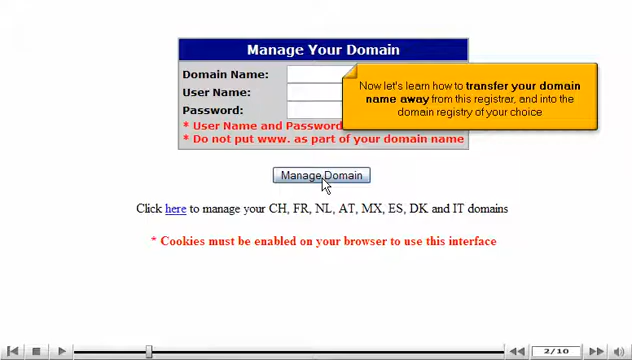 Manage Your Domain
Domain Name:
User Name:
Password:
* User Name and Password
* Do not put www. as part of your domain name
Now let's learn how to transfer your domain
name away from this registrar, and into the
domain registry of your choice
Manage Domain
Click here to manage your CH, FR, NL, AT, MX, ES, DK and IT domains
* Cookies must be enabled on your browser to use this interface
2/10